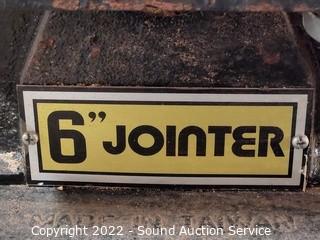 6” JOINTER
MADE IN TAIWAN
Copyright 2022 - Sound Auction Service